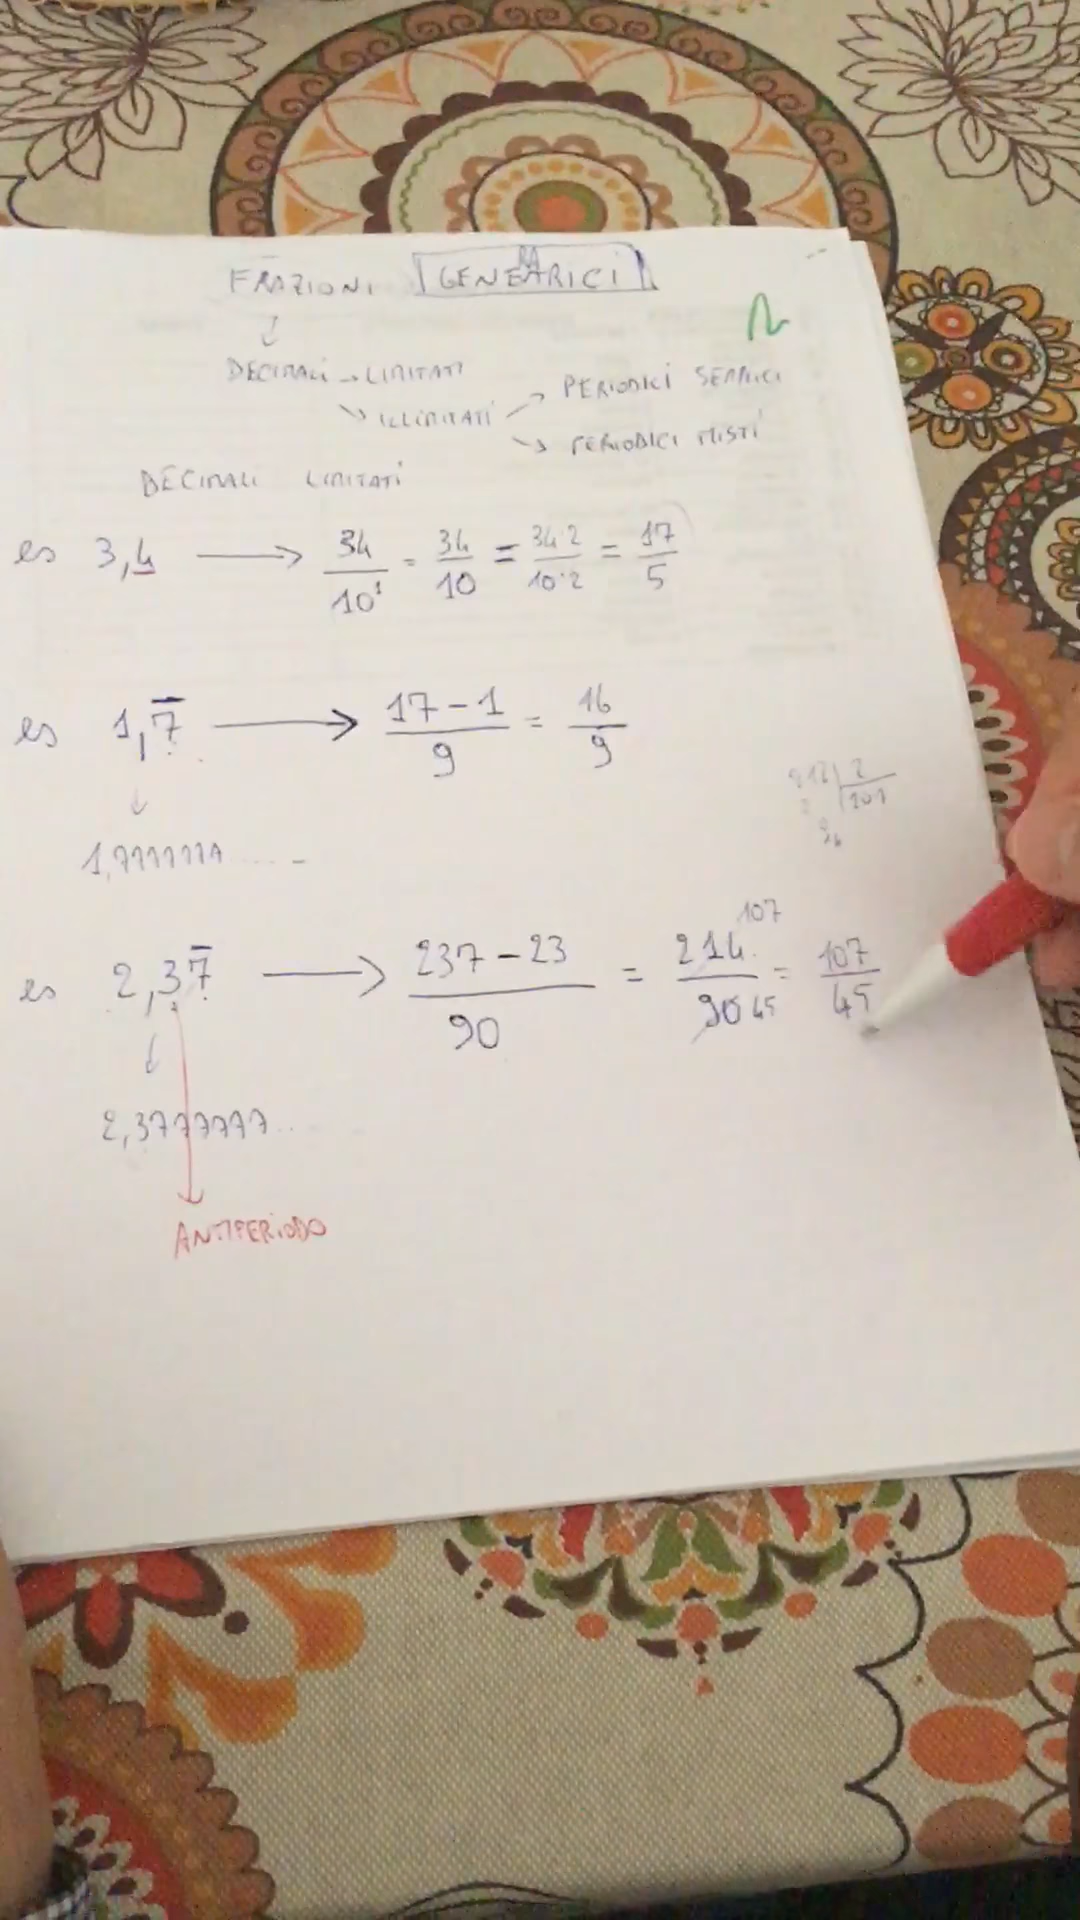 FRAZIONI GENERATRICI
DECIMALI → LIMITATI
↘ ILLIMITATI → PERIODICI SEMPLICI
↘ PERIODICI MISTI
DECIMALI LIMITATI
es 3,4 → 34/10¹ = 34/10 = 34:2/10:2 = 17/5
es 1,7̅ → 17-1/9 = 16/9
1,7777777.....
107
es 2,37̅ → 237-23/90 = 214/90 45 = 107/45
2,3777777...
ANTIPERIODO